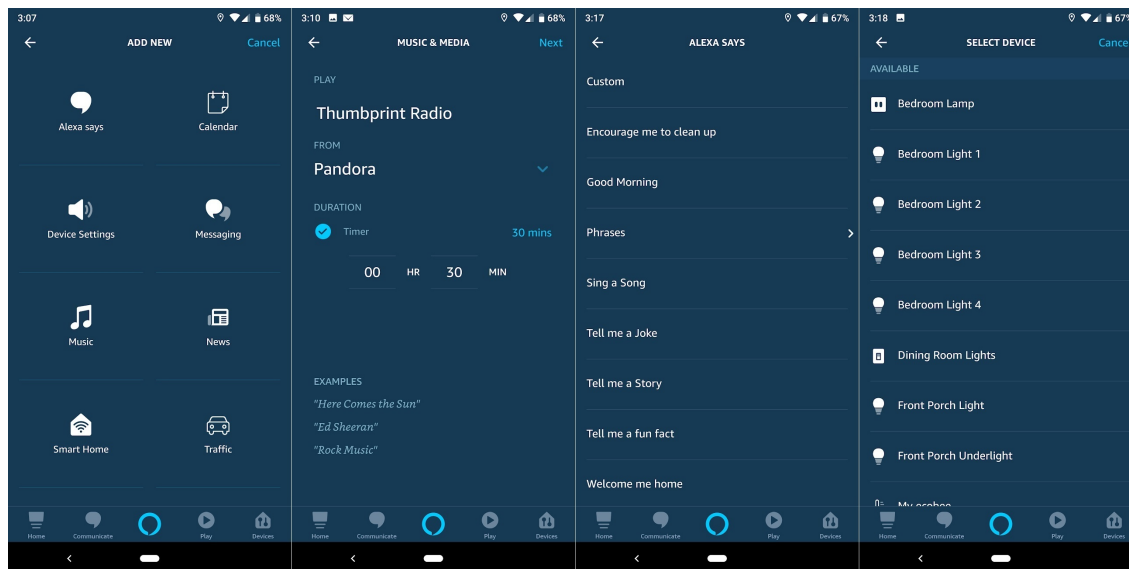 3:07 68%
ADD NEW Cancel
Alexa says Calendar
Device Settings Messaging
Music News
Smart Home Traffic
Home Communicate Play Devices
3:10 68%
MUSIC & MEDIA Next
PLAY
Thumbprint Radio
FROM
Pandora
DURATION
Timer 30 mins
00 HR 30 MIN
EXAMPLES
"Here Comes the Sun"
"Ed Sheeran"
"Rock Music"
Home Communicate Play Devices
3:17 67%
ALEXA SAYS
Custom
Encourage me to clean up
Good Morning
Phrases
Sing a Song
Tell me a Joke
Tell me a Story
Tell me a fun fact
Welcome me home
Home Communicate Play Devices
3:18 67%
SELECT DEVICE Cance
AVAILABLE
Bedroom Lamp
Bedroom Light 1
Bedroom Light 2
Bedroom Light 3
Bedroom Light 4
Dining Room Lights
Front Porch Light
Front Porch Underlight
My ecobee
Home Communicate Play Devices